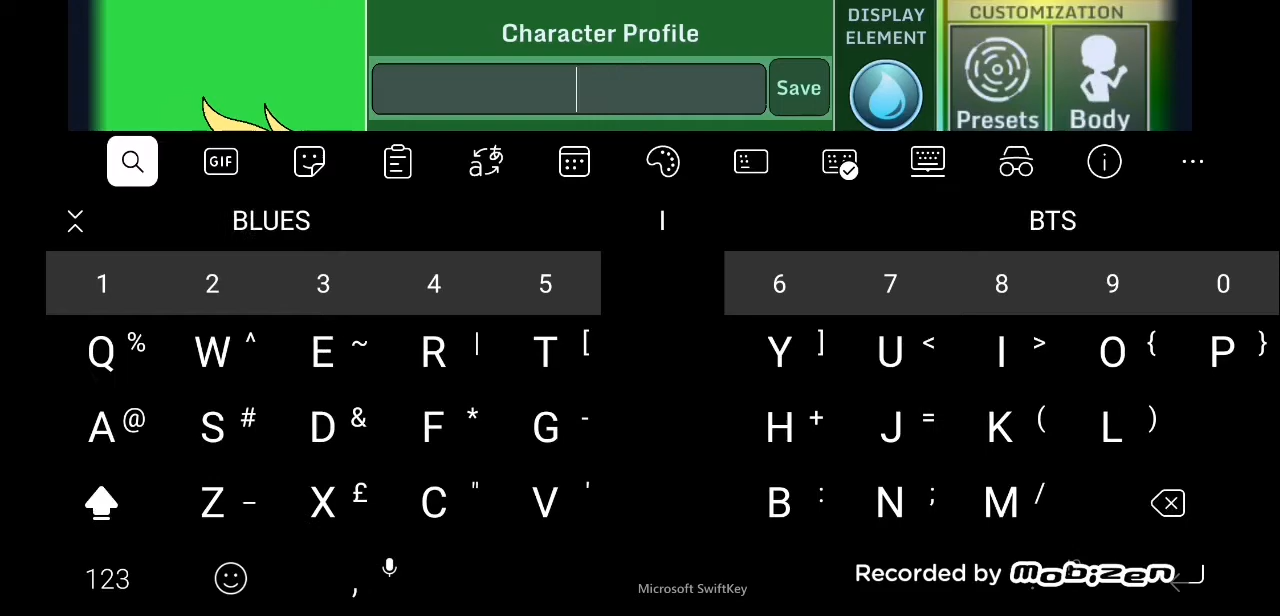 Character Profile
Save
DISPLAY
ELEMENT
CUSTOMIZATION
Presets
Body
GIF
BLUES
I
BTS
1 2 3 4 5 6 7 8 9 0
Q % W ^ E ~ R | T [ Y ] U < I > O { P }
A @ S # D & F * G - H + J = K ( L )
Z _ X £ C " V ' B : N ; M /
123
,
Microsoft SwiftKey
Recorded by Mobizen